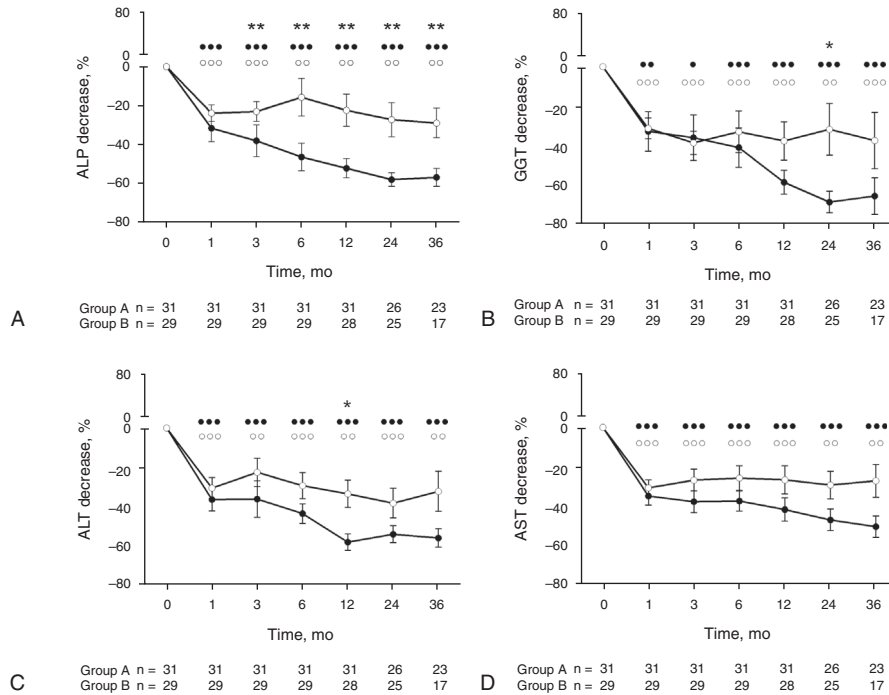 ** ** ** ** **
80
0
0
−20
−40
−60
−80
ALP decrease, %
0 1 3 6 12 24 36
Time, mo
Group A n = 31 31 31 31 31 26 23
Group B n = 29 29 29 29 28 25 17
A
*
80
0
0
−20
−40
−60
−80
GGT decrease, %
0 1 3 6 12 24 36
Time, mo
Group A n = 31 31 31 31 31 26 23
Group B n = 29 29 29 29 28 25 17
B
*
80
0
0
−20
−40
−60
−80
ALT decrease, %
0 1 3 6 12 24 36
Time, mo
Group A n = 31 31 31 31 31 26 23
Group B n = 29 29 29 29 28 25 17
C
80
0
0
−20
−40
−60
−80
AST decrease, %
0 1 3 6 12 24 36
Time, mo
Group A n = 31 31 31 31 31 26 23
Group B n = 29 29 29 29 28 25 17
D